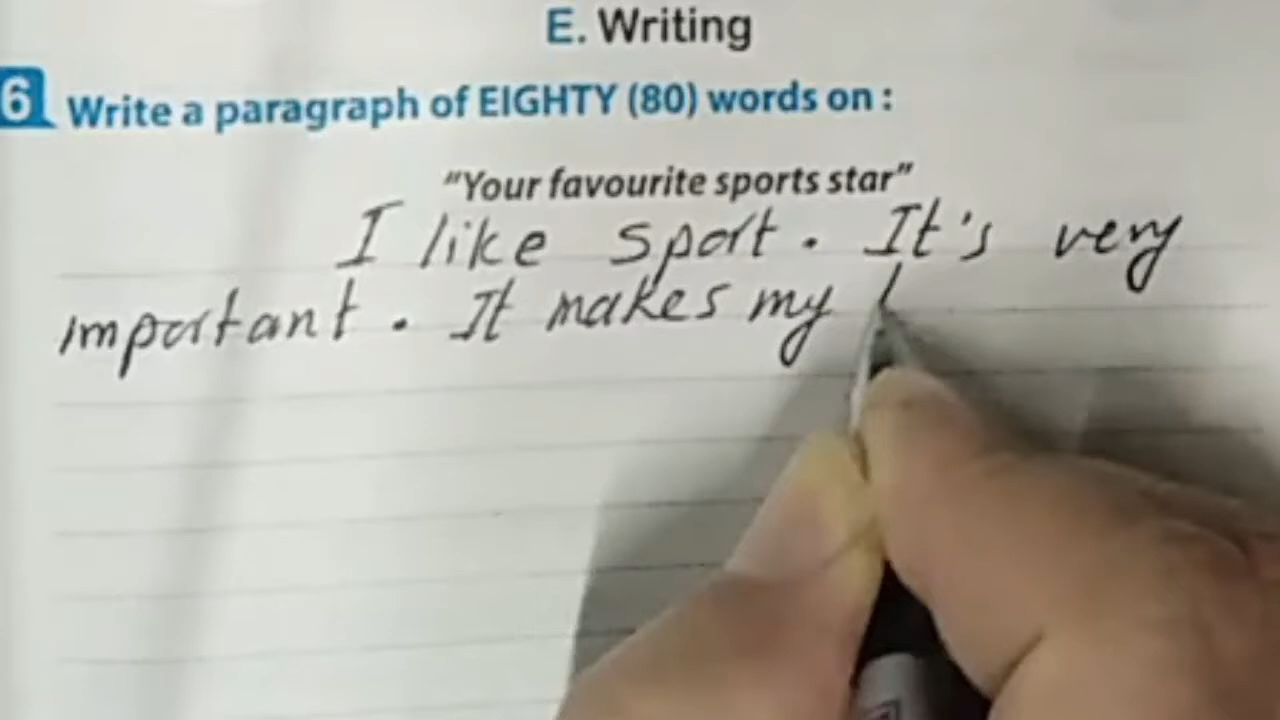 E. Writing
6 Write a paragraph of EIGHTY (80) words on :
"Your favourite sports star"
I like sport. It's very
important. It makes my